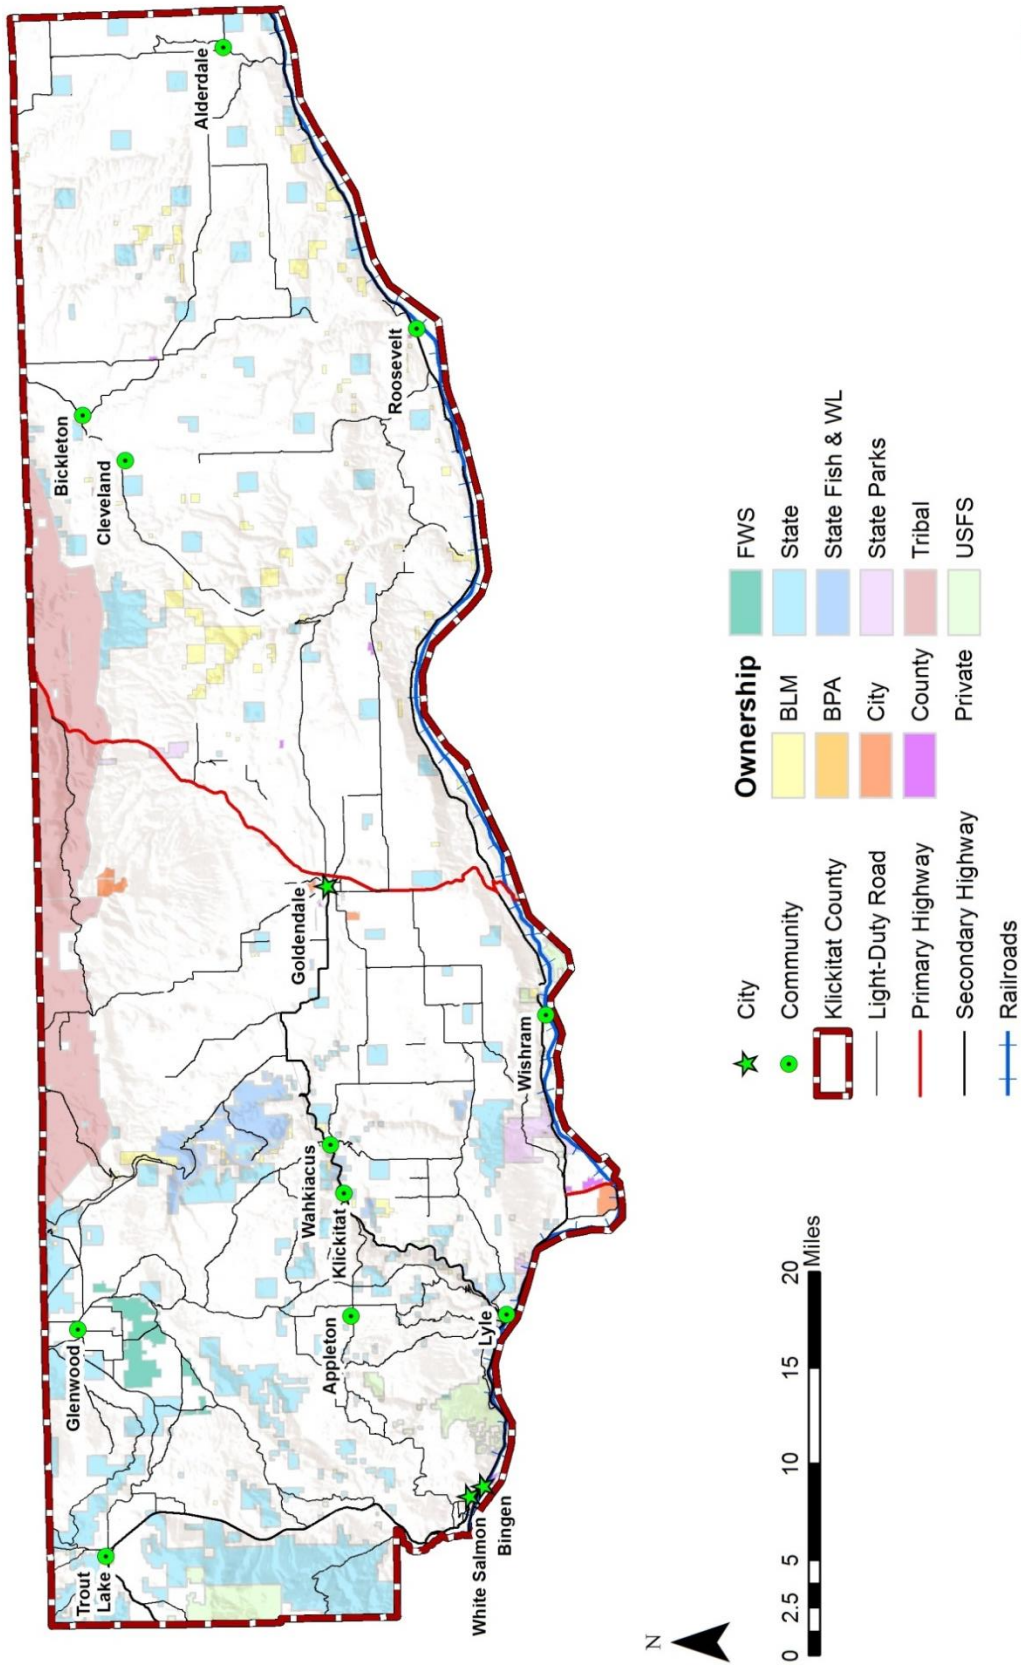 Trout
Lake
Glenwood
Bickleton
Cleveland
Alderdale
Appleton
Klickitat
Wahkiacus
Goldendale
Roosevelt
White Salmon
Bingen
Lyle
Wishram
N
0 2.5 5 10 15 20
Miles
City
Community
Klickitat County
Light-Duty Road
Primary Highway
Secondary Highway
Railroads
Ownership
BLM
BPA
City
County
Private
FWS
State
State Fish & WL
State Parks
Tribal
USFS